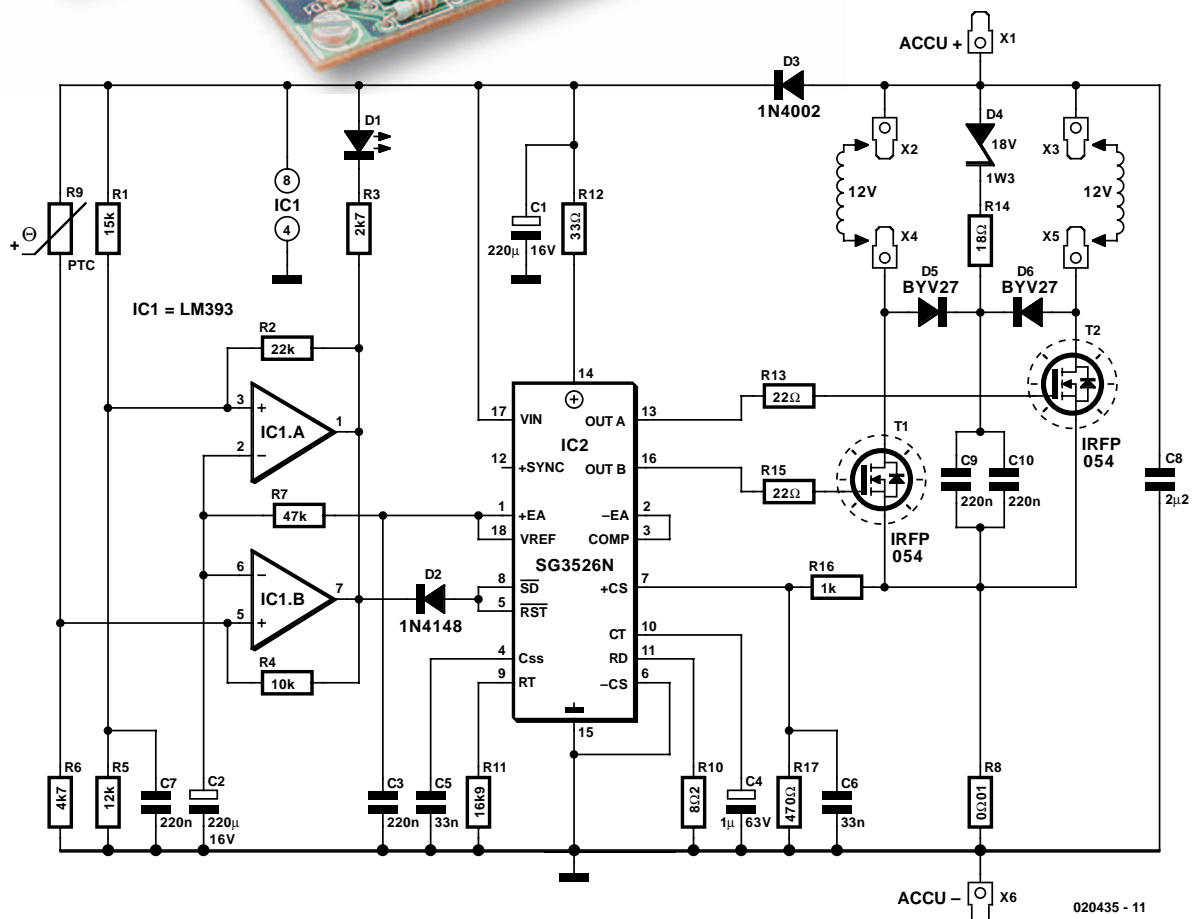 D1
ACCU +
X1
D3
1N4002
D1
D4
18V
1W3
X2
X3
12V
12V
R9
+ Θ
PTC
R1
15k
8
IC1
4
R3
2k7
C1
220µ
16V
R12
33Ω
R14
18Ω
X4
X5
D5
BYV27
D6
BYV27
IC1 = LM393
R2
22k
T2
IRFP
054
14
3
+
IC1.A
1
2
–
17
VIN
IC2
OUT A
13
R13
22Ω
12
+SYNC
OUT B
16
R15
22Ω
T1
IRFP
054
C9
220n
C10
220n
C8
2µ2
R7
47k
1
+EA
–EA
2
18
VREF
COMP
3
SG3526N
6
–
IC1.B
7
5
+
D2
1N4148
8
SD
5
RST
+CS
7
R16
1k
R4
10k
4
Css
CT
10
9
RT
RD
11
–CS
6
15
R6
4k7
R5
12k
C7
220n
C2
220µ
16V
C3
220n
C5
33n
R11
16k9
R10
8Ω2
C4
1µ
63V
R17
470Ω
C6
33n
R8
0Ω01
ACCU –
X6
020435 - 11